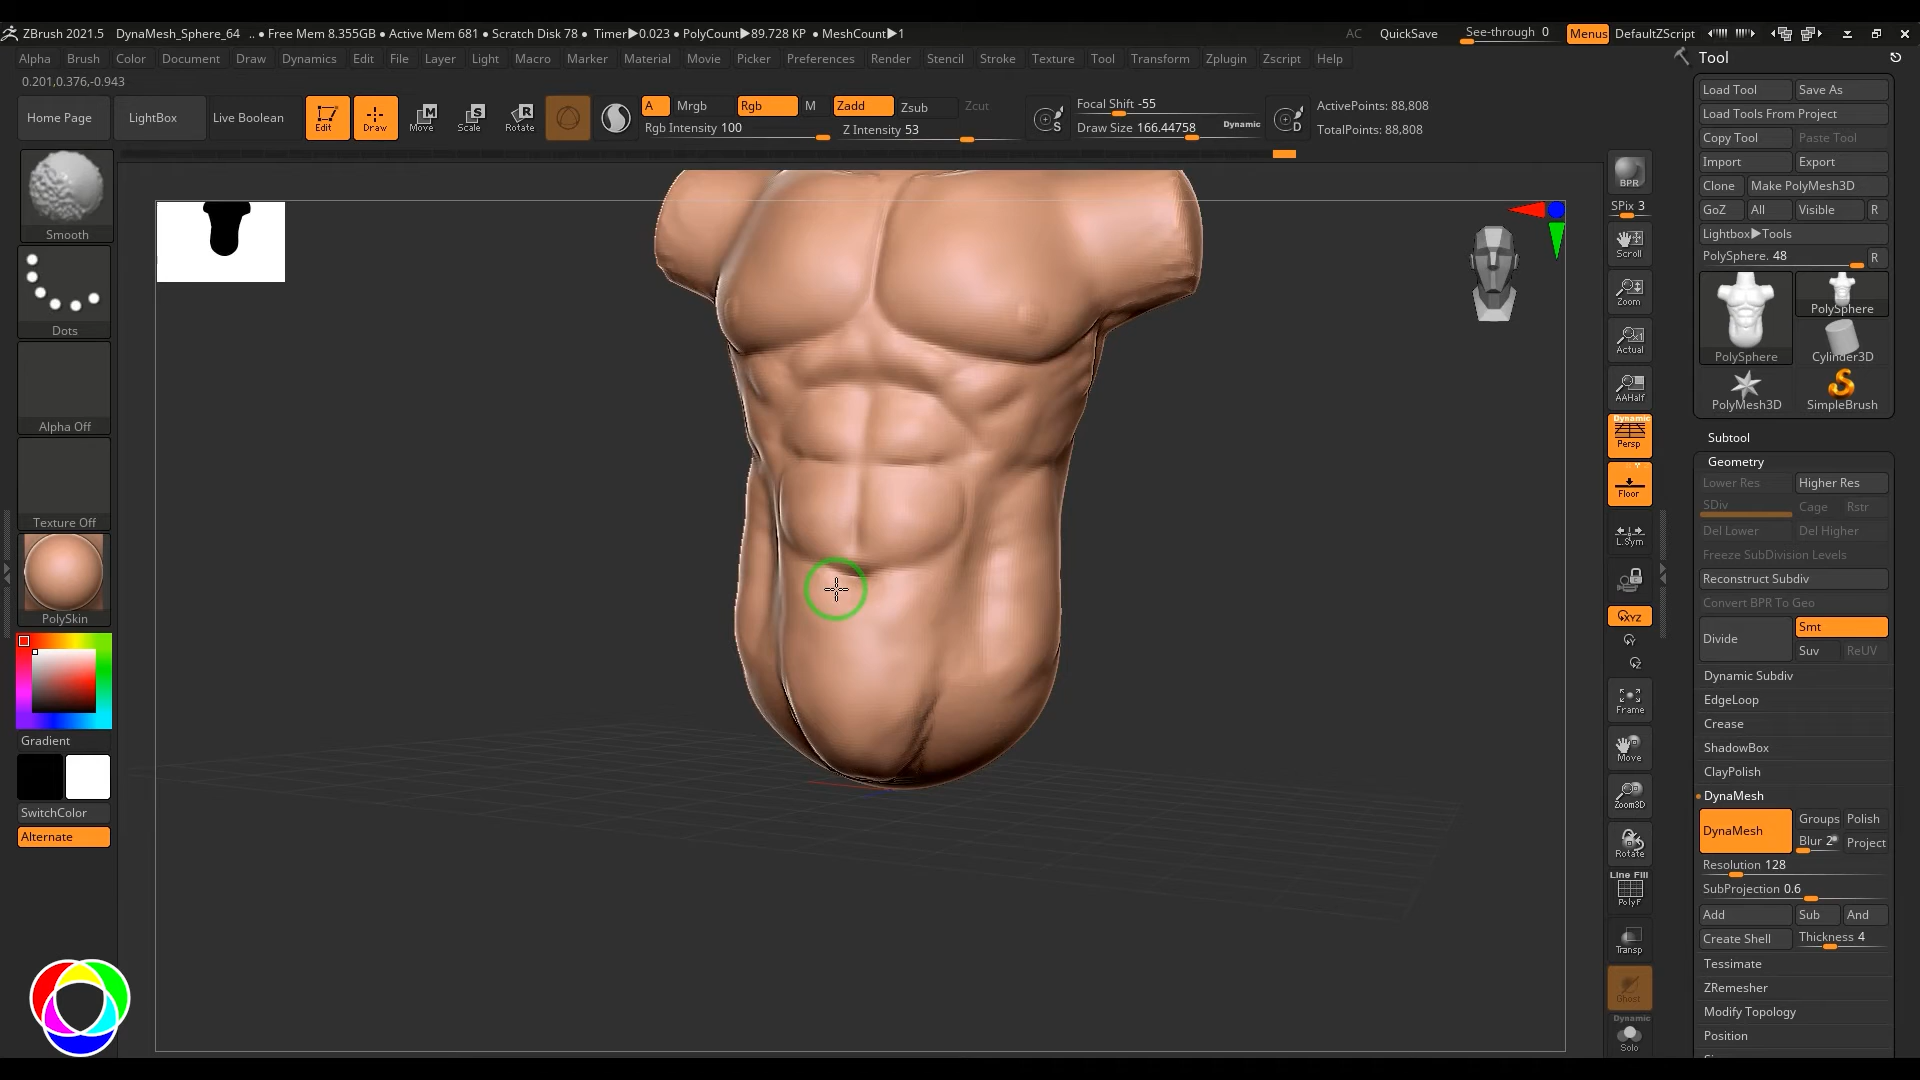 ZBrush 2021.5 DynaMesh_Sphere_64 .. • Free Mem 8.355GB • Active Mem 681 • Scratch Disk 78 • Timer▶0.023 • PolyCount▶89.728 KP • MeshCount▶1 AC QuickSave See-through 0 Menus DefaultZScript
Alpha Brush Color Document Draw Dynamics Edit File Layer Light Macro Marker Material Movie Picker Preferences Render Stencil Stroke Texture Tool Transform Zplugin Zscript Help
0.201,0.376,-0.943
Home Page LightBox Live Boolean Edit Draw Move Scale Rotate
A Mrgb Rgb M Zadd Zsub Zcut
Rgb Intensity 100 Z Intensity 53
Focal Shift -55
Draw Size 166.44758 Dynamic
S
D
ActivePoints: 88,808
TotalPoints: 88,808
Smooth
Dots
Alpha Off
Texture Off
PolySkin
Gradient
SwitchColor
Alternate
BPR
SPix 3
Scroll
Zoom
Actual
AAHalf
Dynamic
Persp
Floor
L.Sym
XYZ
Y
Z
Frame
Move
Zoom3D
Rotate
Line Fill
PolyF
Transp
Ghost
Dynamic
Solo
Tool
Load Tool Save As
Load Tools From Project
Copy Tool Paste Tool
Import Export
Clone Make PolyMesh3D
GoZ All Visible R
Lightbox▶Tools
PolySphere. 48 R
PolySphere PolySphere
Cylinder3D
PolyMesh3D SimpleBrush
Subtool
Geometry
Lower Res Higher Res
SDiv Cage Rstr
Del Lower Del Higher
Freeze SubDivision Levels
Reconstruct Subdiv
Convert BPR To Geo
Divide Smt
Suv ReUV
Dynamic Subdiv
EdgeLoop
Crease
ShadowBox
ClayPolish
DynaMesh
DynaMesh Groups Polish
Blur 2 Project
Resolution 128
SubProjection 0.6
Add Sub And
Create Shell Thickness 4
Tessimate
ZRemesher
Modify Topology
Position